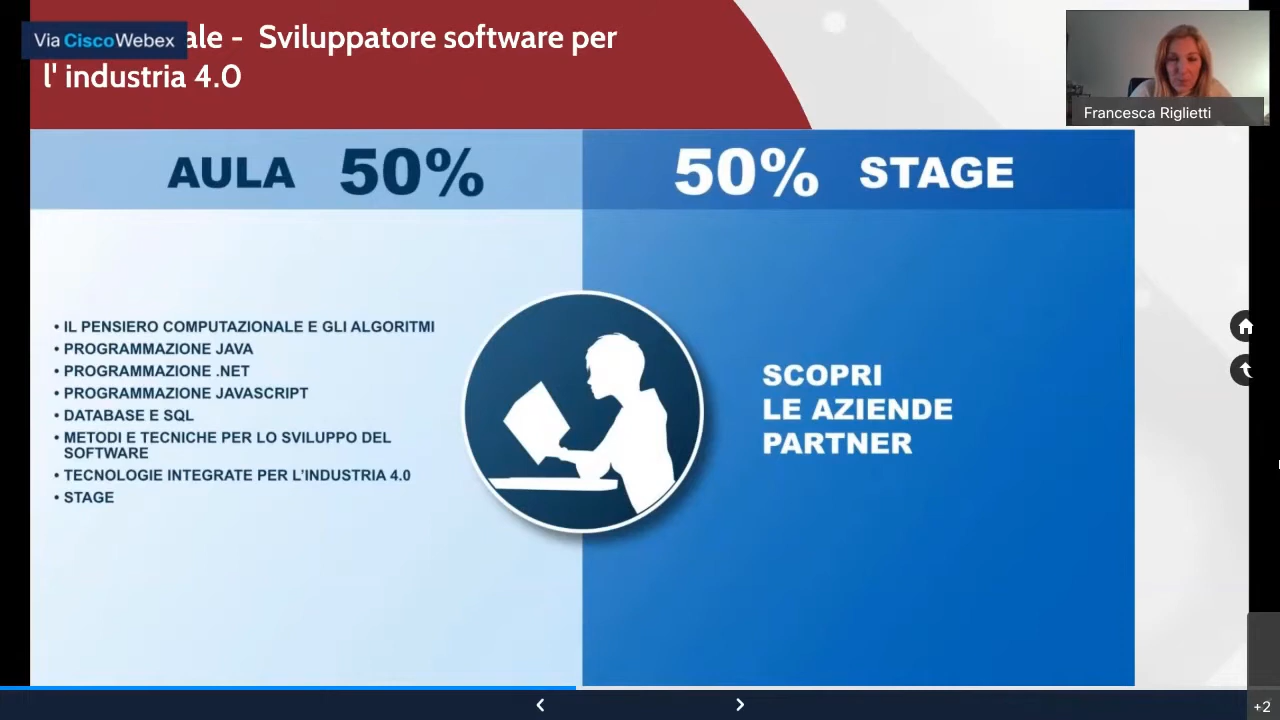 Via Cisco Webex
ale - Sviluppatore software per
l' industria 4.0
Francesca Riglietti
AULA 50%
50% STAGE
• IL PENSIERO COMPUTAZIONALE E GLI ALGORITMI
• PROGRAMMAZIONE JAVA
• PROGRAMMAZIONE .NET
• PROGRAMMAZIONE JAVASCRIPT
• DATABASE E SQL
• METODI E TECNICHE PER LO SVILUPPO DEL
SOFTWARE
• TECNOLOGIE INTEGRATE PER L'INDUSTRIA 4.0
• STAGE
SCOPRI
LE AZIENDE
PARTNER
+2